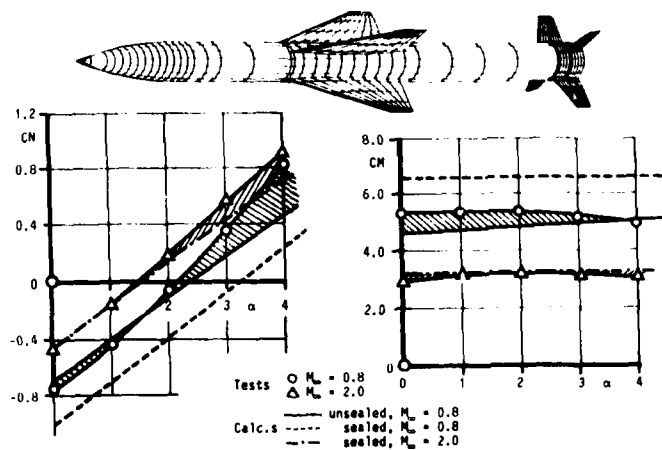 1.2
CN
0.8
0.4
0
-0.4
-0.8
1
2
3
α
4
8.0
CM
6.0
4.0
2.0
0
0
1
2
3
α
4
Tests
○ M∞ = 0.8
△ M∞ = 2.0
Calc.s
unsealed, M∞ = 0.8
sealed, M∞ = 0.8
sealed, M∞ = 2.0